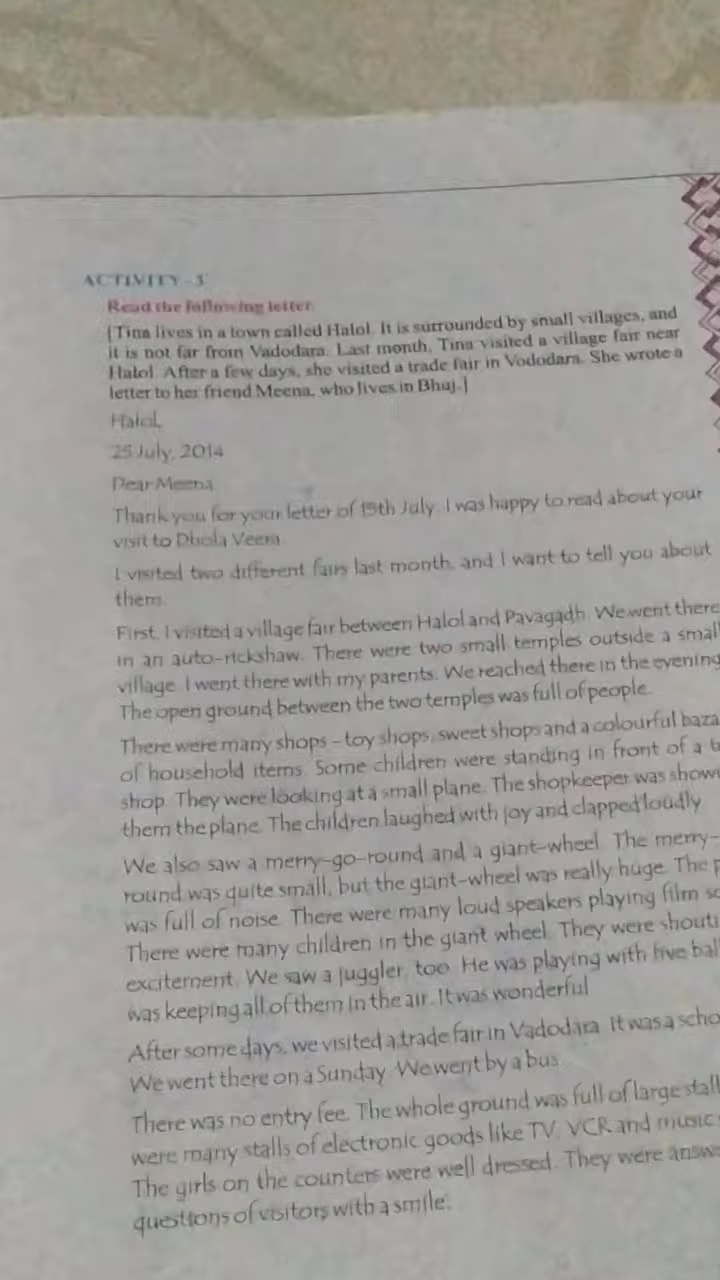 ACTIVITY - 3
Read the following letter.
[Tina lives in a town called Halol. It is surrounded by small villages, and
it is not far from Vadodara. Last month, Tina visited a village fair near
Halol. After a few days, she visited a trade fair in Vododara. She wrote a
letter to her friend Meena, who lives in Bhuj.]
Halol,
25 July, 2014
Dear Meena
Thank you for your letter of 15th July. I was happy to read about your
visit to Dhola Veera.
I visited two different fairs last month, and I want to tell you about
them.
First, I visited a village fair between Halol and Pavagadh. We went there
in an auto-rickshaw. There were two small temples outside a small
village. I went there with my parents. We reached there in the evening
The open ground between the two temples was full of people.
There were many shops – toy shops, sweet shops and a colourful baza
of household items. Some children were standing in front of a
shop. They were looking at a small plane. The shopkeeper was show
them the plane. The children laughed with joy and clapped loudly.
We also saw a merry-go-round and a giant-wheel. The merry-
round was quite small, but the giant-wheel was really huge. The
was full of noise. There were many loud speakers playing film
There were many children in the giant wheel. They were shouti
excitement. We saw a juggler, too. He was playing with five bal
was keeping all of them in the air. It was wonderful
After some days, we visited a trade fair in Vadodara. It was a scho
We went there on a Sunday. We went by a bus.
There was no entry fee. The whole ground was full of large stall
were many stalls of electronic goods like TV, VCR and music
The girls on the counters were well dressed. They were answ
questions of visitors with a smile.